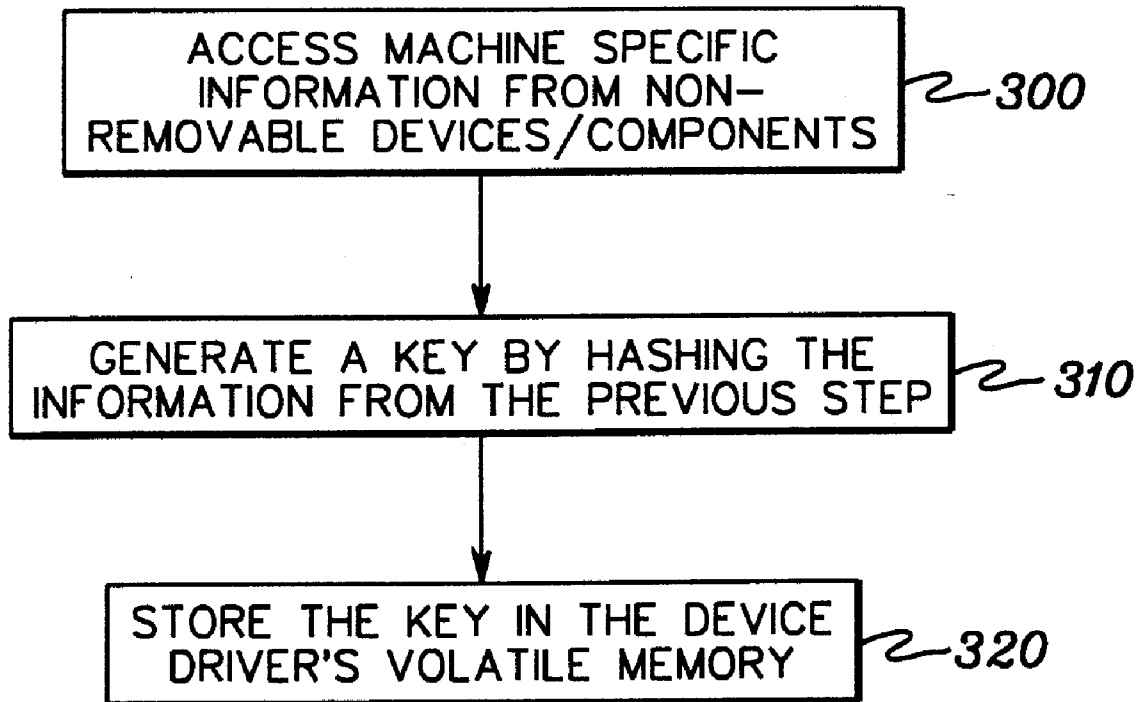 ACCESS MACHINE SPECIFIC
INFORMATION FROM NON-
REMOVABLE DEVICES/COMPONENTS
300
GENERATE A KEY BY HASHING THE
INFORMATION FROM THE PREVIOUS STEP
310
STORE THE KEY IN THE DEVICE
DRIVER'S VOLATILE MEMORY
320